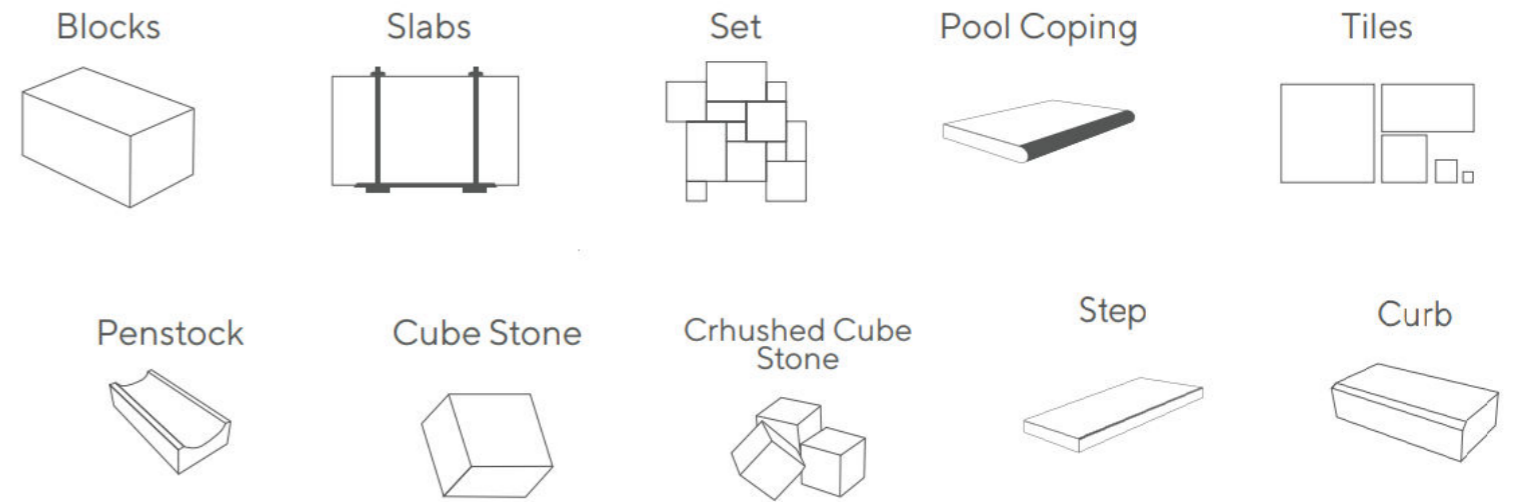 Blocks
Slabs
Set
Pool Coping
Tiles
Penstock
Cube Stone
Crhushed Cube
Stone
Step
Curb